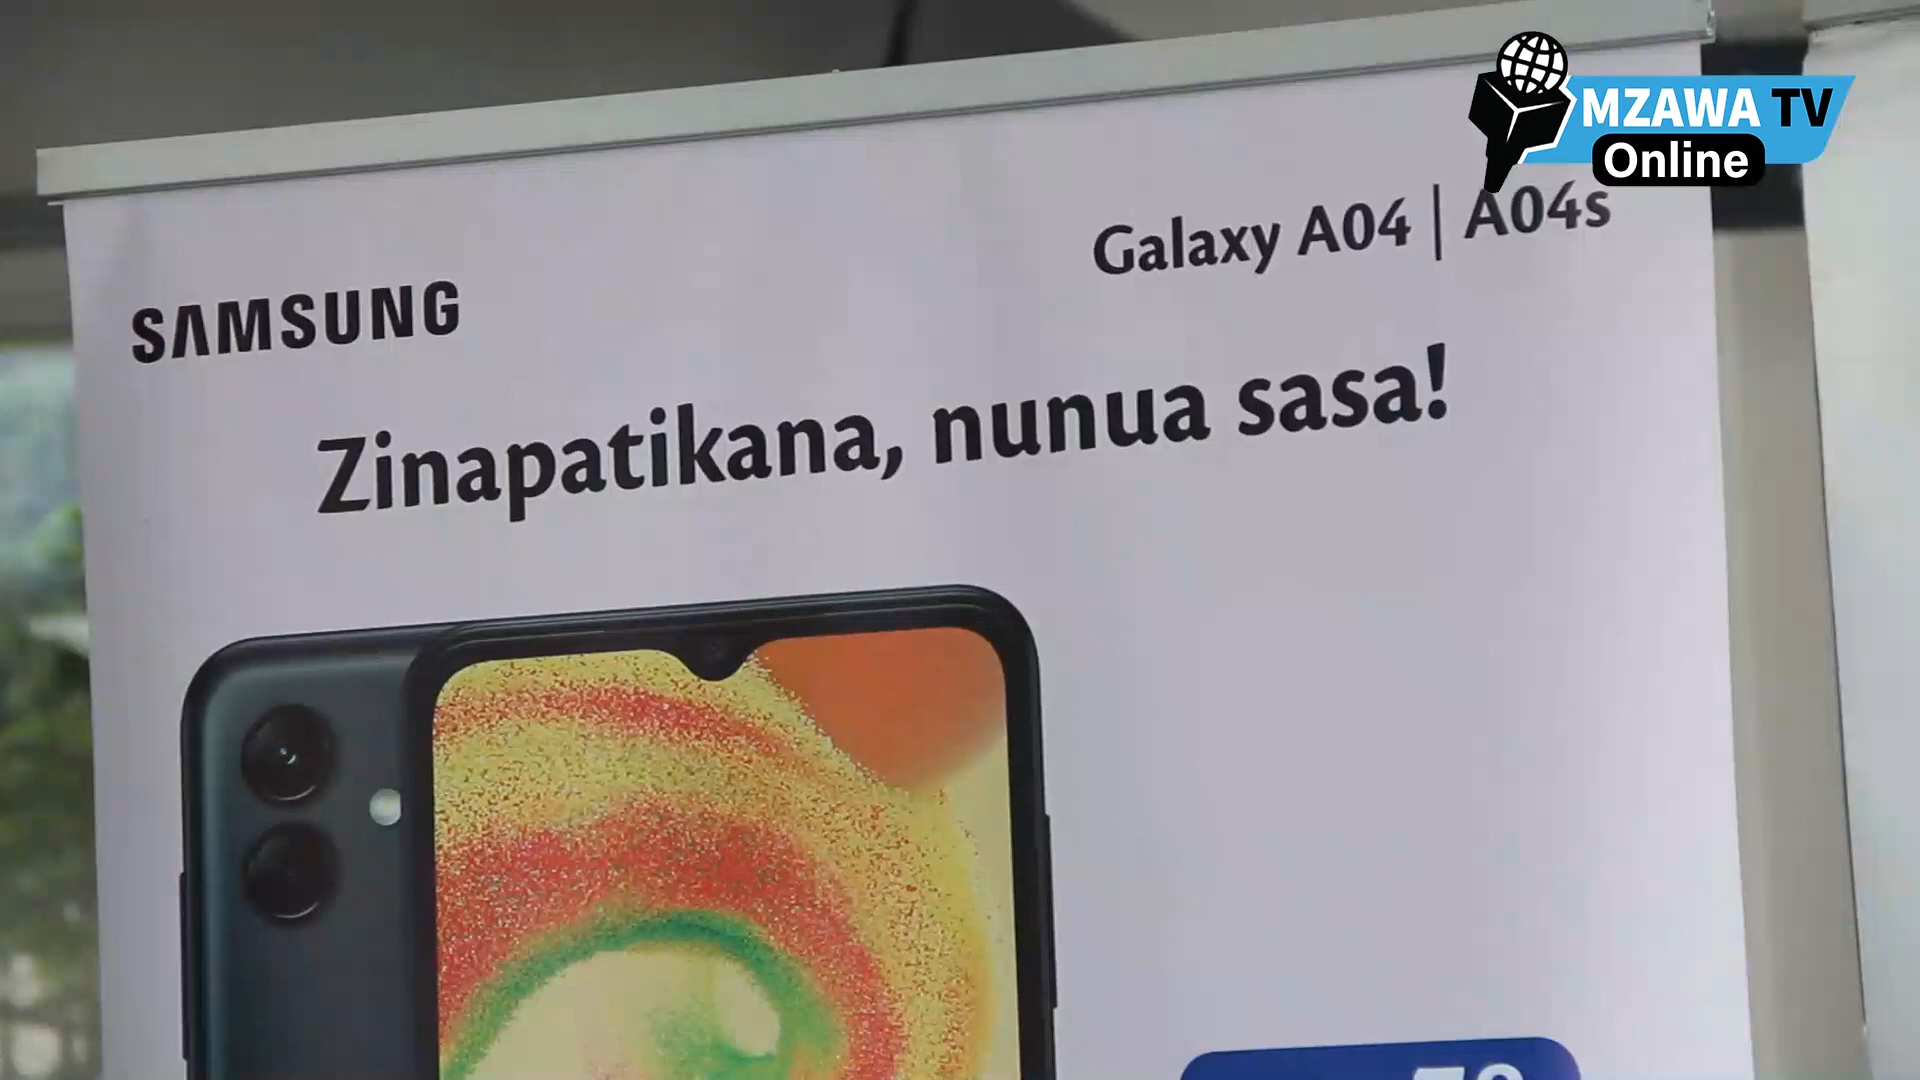 MZAWA TV
Online
Galaxy A04 | A04s
SAMSUNG
Zinapatikana, nunua sasa!